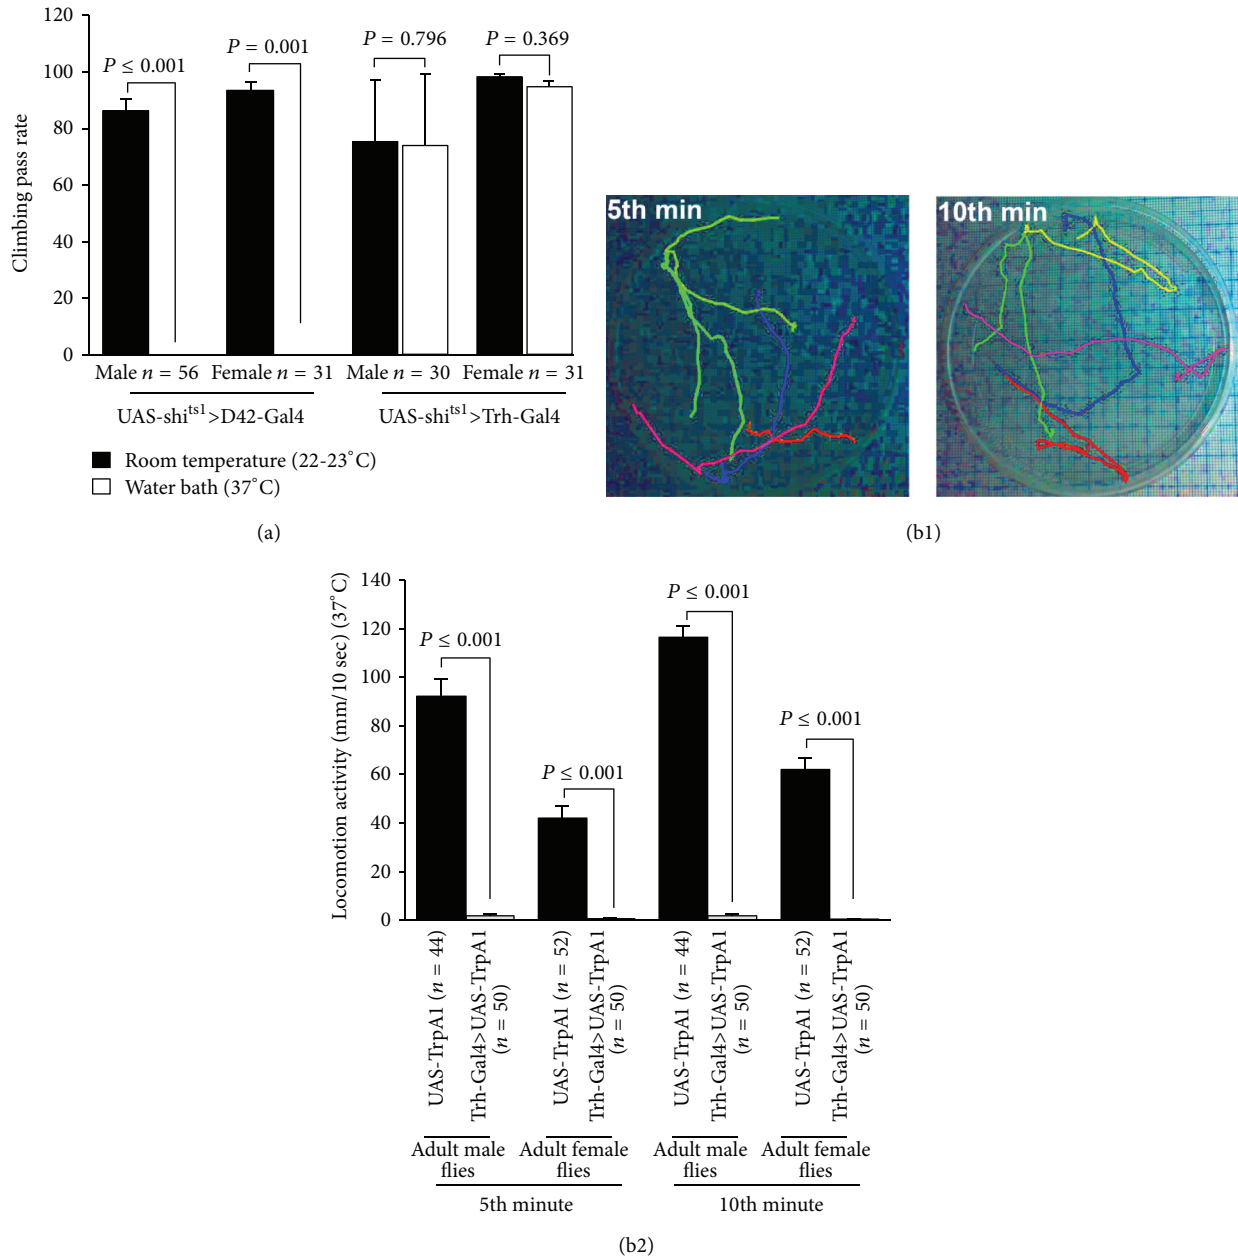 120
100
80
60
40
20
0
Climbing pass rate
P ≤ 0.001
P = 0.001
P = 0.796
P = 0.369
Male n = 56 Female n = 31 Male n = 30 Female n = 31
UAS-shi^ts1>D42-Gal4 UAS-shi^ts1>Trh-Gal4
Room temperature (22-23°C)
Water bath (37°C)
(a)
5th min
10th min
(b1)
140
120
100
80
60
40
20
0
Locomotion activity (mm/10 sec) (37°C)
P ≤ 0.001
P ≤ 0.001
P ≤ 0.001
P ≤ 0.001
UAS-TrpA1 (n = 44)
Trh-Gal4>UAS-TrpA1
(n = 50)
UAS-TrpA1 (n = 52)
Trh-Gal4>UAS-TrpA1
(n = 50)
UAS-TrpA1 (n = 44)
Trh-Gal4>UAS-TrpA1
(n = 50)
UAS-TrpA1 (n = 52)
Trh-Gal4>UAS-TrpA1
(n = 50)
Adult male
flies
Adult female
flies
Adult male
flies
Adult female
flies
5th minute
10th minute
(b2)